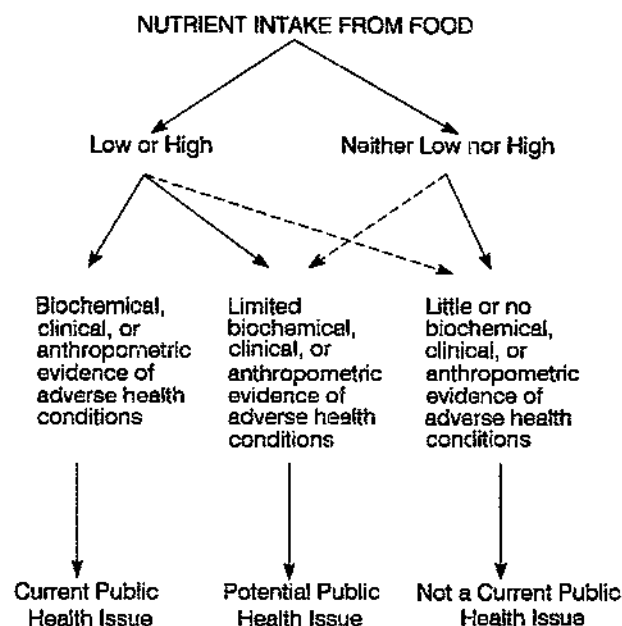 NUTRIENT INTAKE FROM FOOD
Low or High
Neither Low nor High
Biochemical,
clinical, or
anthropometric
evidence of
adverse health
conditions
Limited
biochemical,
clinical, or
anthropometric
evidence of
adverse health
conditions
Little or no
biochemical,
clinical, or
anthropometric
evidence of
adverse health
conditions
Current Public
Health Issue
Potential Public
Health Issue
Not a Current Public
Health Issue